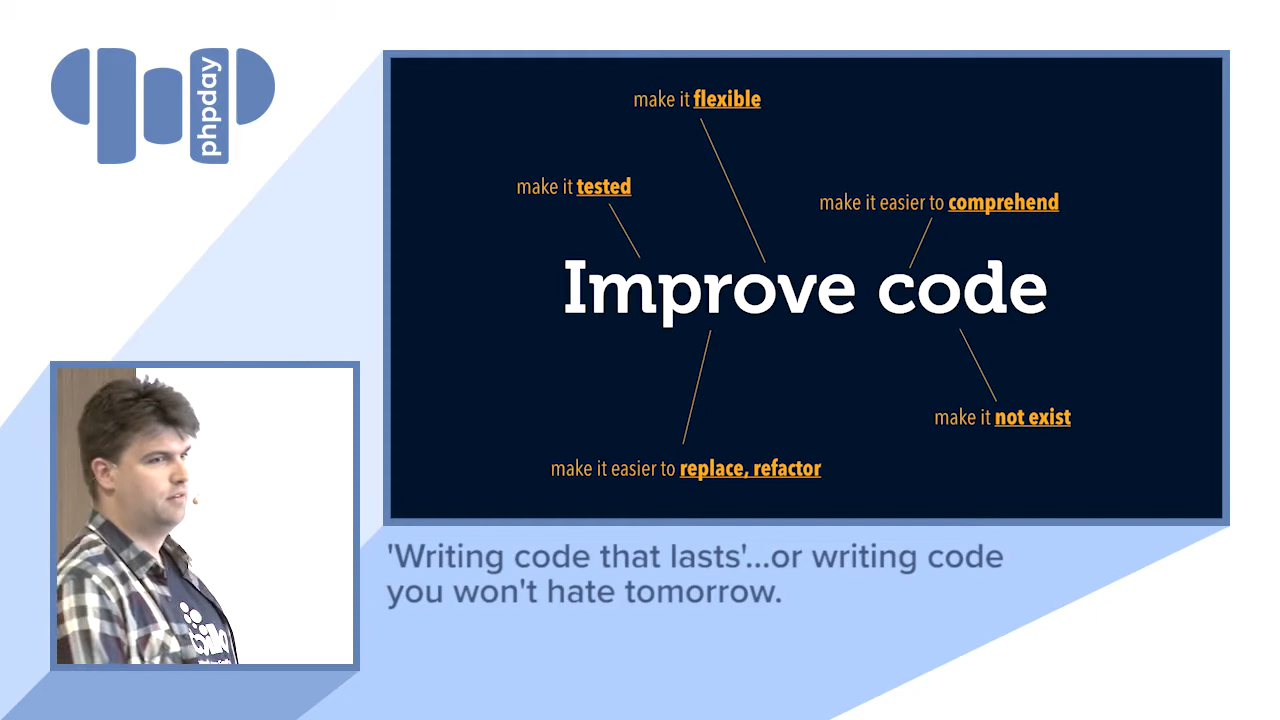 phpday
make it flexible
make it tested
make it easier to comprehend
Improve code
make it not exist
make it easier to replace, refactor
'Writing code that lasts'...or writing code
you won't hate tomorrow.